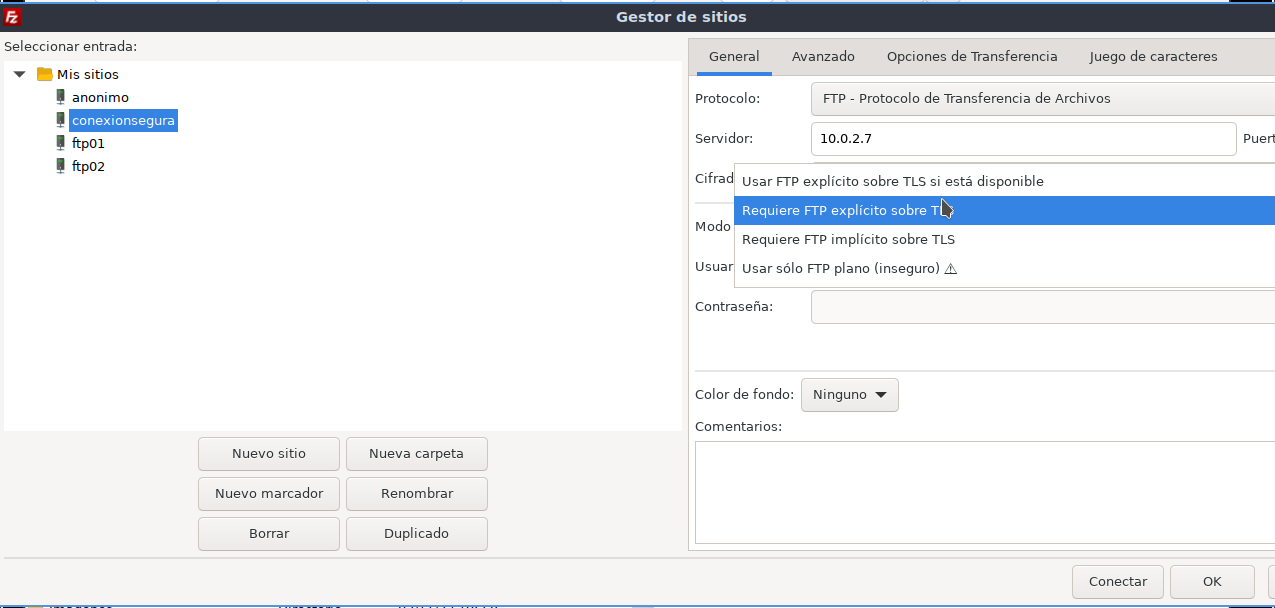 Gestor de sitios
Seleccionar entrada:
Mis sitios
anonimo
conexionsegura
ftp01
ftp02
Nuevo sitio
Nueva carpeta
Nuevo marcador
Renombrar
Borrar
Duplicado
General
Avanzado
Opciones de Transferencia
Juego de caracteres
Protocolo:
FTP - Protocolo de Transferencia de Archivos
Servidor:
10.0.2.7
Puert
Cifrad
Usar FTP explícito sobre TLS si está disponible
Requiere FTP explícito sobre TLS
Requiere FTP implícito sobre TLS
Usar sólo FTP plano (inseguro) ⚠
Modo
Usuar
Contraseña:
Color de fondo:
Ninguno
Comentarios:
Conectar
OK